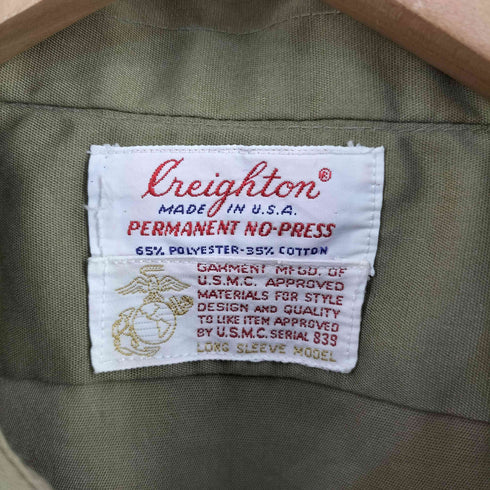 Creighton®
MADE IN U.S.A.
PERMANENT NO-PRESS
65% POLYESTER-35% COTTON
GARMENT MFGD. OF
U.S.M.C. APPROVED
MATERIALS FOR STYLE
DESIGN AND QUALITY
TO LIKE ITEM APPROVED
BY U.S.M.C. SERIAL 839
LONG SLEEVE MODEL